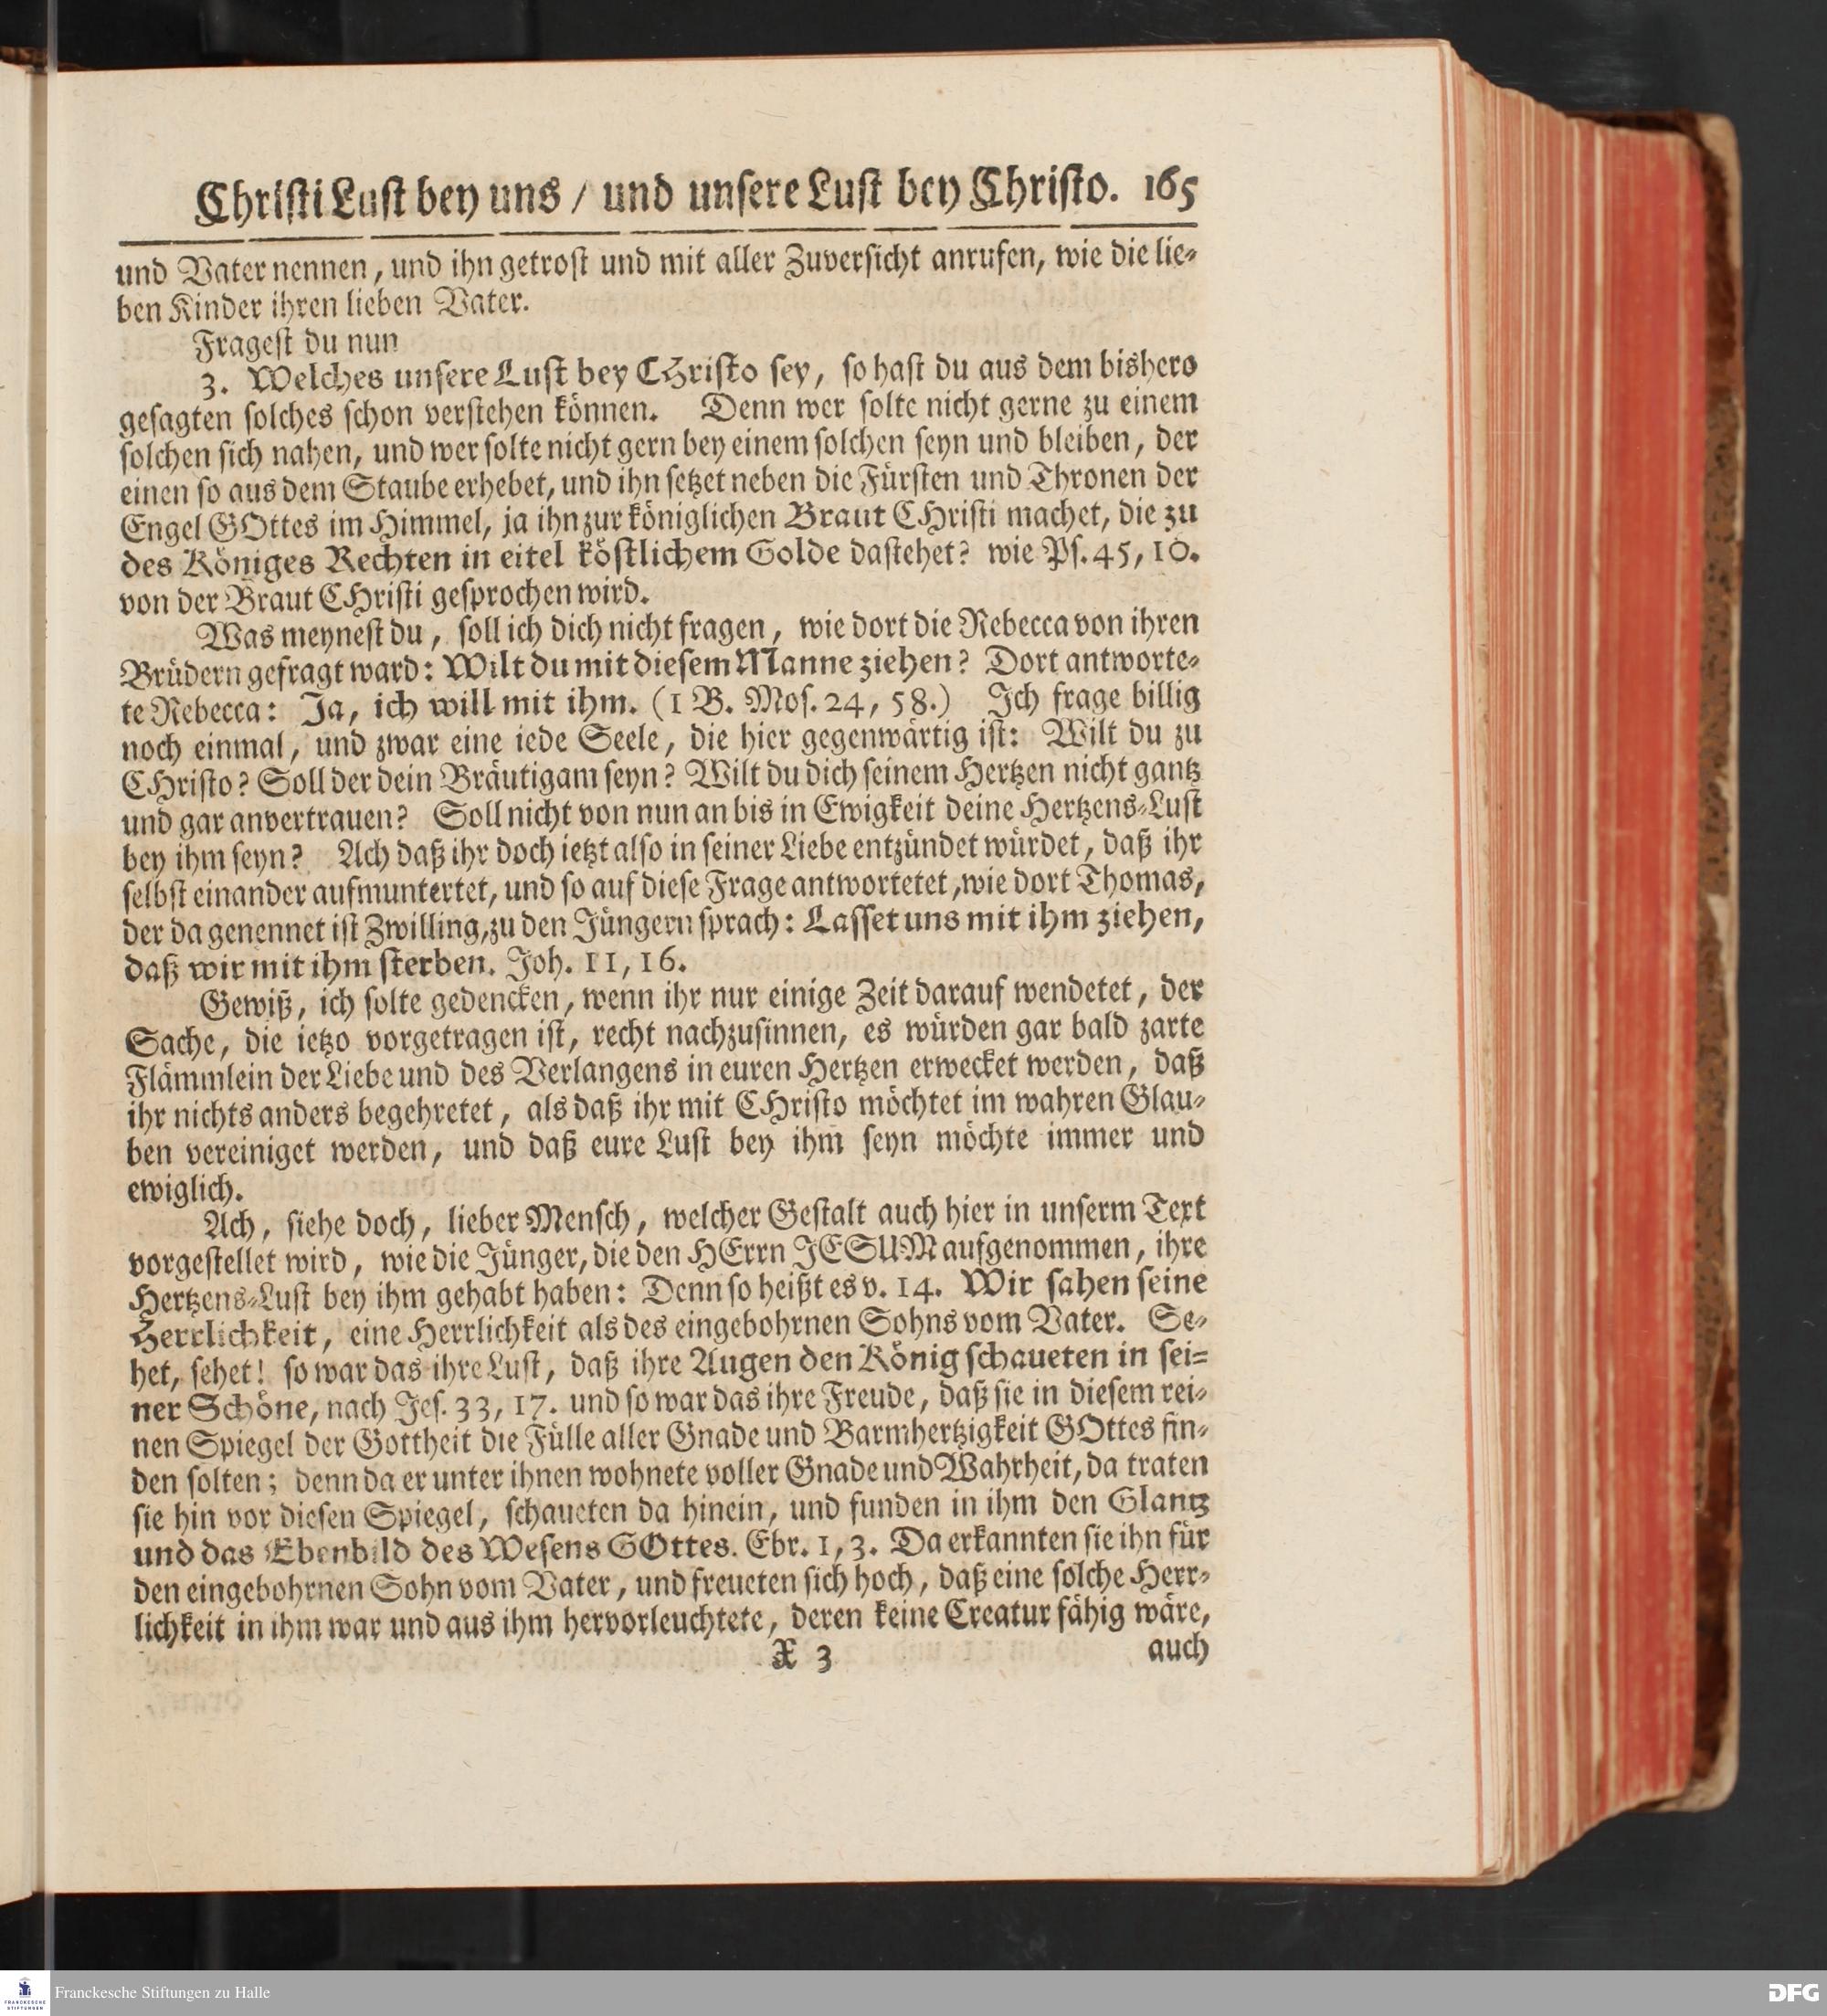 Christi Lust bey uns / und unsere Lust bey Christo. 165
und Vater nennen, und ihn getrost und mit aller Zuversicht anrufen, wie die lie-
ben Kinder ihren lieben Vater.
Fragest du nun
3. Welches unsere Lust bey CHristo sey, so hast du aus dem bishero
gesagten solches schon verstehen können. Denn wer solte nicht gerne zu einem
solchen sich nahen, und wer solte nicht gern bey einem solchen seyn und bleiben, der
einen so aus dem Staube erhebet, und ihn setzet neben die Fürsten und Thronen der
Engel GOttes im Himmel, ja ihn zur königlichen Braut CHristi machet, die zu
des Königes Rechten in eitel köstlichem Golde dastehet? wie Ps. 45, 10.
von der Braut CHristi gesprochen wird.
Was meynest du, soll ich dich nicht fragen, wie dort die Rebecca von ihren
Brüdern gefragt ward: Wilt du mit diesem Manne ziehen? Dort antworte-
te Rebecca: Ja, ich will mit ihm. (1 B. Mos. 24, 58.) Ich frage billig
noch einmal, und zwar eine iede Seele, die hier gegenwärtig ist: Wilt du zu
CHristo? Soll der dein Bräutigam seyn? Wilt du dich seinem Hertzen nicht gantz
und gar anvertrauen? Soll nicht von nun an bis in Ewigkeit deine Hertzens-Lust
bey ihm seyn? Ach daß ihr doch ietzt also in seiner Liebe entzündet würdet, daß ihr
selbst einander aufmuntertet, und so auf diese Frage antwortetet, wie dort Thomas,
der da genennet ist Zwilling, zu den Jüngern sprach: Lasset uns mit ihm ziehen,
daß wir mit ihm sterben. Joh. 11, 16.
Gewiß, ich solte gedencken, wenn ihr nur einige Zeit darauf wendetet, der
Sache, die ietzo vorgetragen ist, recht nachzusinnen, es würden gar bald zarte
Flämmlein der Liebe und des Verlangens in euren Hertzen erwecket werden, daß
ihr nichts anders begehretet, als daß ihr mit CHristo möchtet im wahren Glau-
ben vereiniget werden, und daß eure Lust bey ihm seyn möchte immer und
ewiglich.
Ach, siehe doch, lieber Mensch, welcher Gestalt auch hier in unserm Text
vorgestellet wird, wie die Jünger, die den HErrn JESUM aufgenommen, ihre
Hertzens-Lust bey ihm gehabt haben: Denn so heißt es v. 14. Wir sahen seine
Herrlichkeit, eine Herrlichkeit als des eingebohrnen Sohns vom Vater. Se-
het, sehet! so war das ihre Lust, daß ihre Augen den König schaueten in sei-
ner Schöne, nach Jes. 33, 17. und so war das ihre Freude, daß sie in diesem rei-
nen Spiegel der Gottheit die Fülle aller Gnade und Barmhertzigkeit GOttes fin-
den solten; denn da er unter ihnen wohnete voller Gnade und Wahrheit, da traten
sie hin vor diesen Spiegel, schaueten da hinein, und funden in ihm den Glantz
und das Ebenbild des Wesens GOttes. Ebr. 1, 3. Da erkannten sie ihn für
den eingebohrnen Sohn vom Vater, und freueten sich hoch, daß eine solche Herr-
lichkeit in ihm war und aus ihm hervorleuchtete, deren keine Creatur fähig wäre,
X 3 auch
FRANCKESCHE STIFTUNGEN
Franckesche Stiftungen zu Halle
DFG